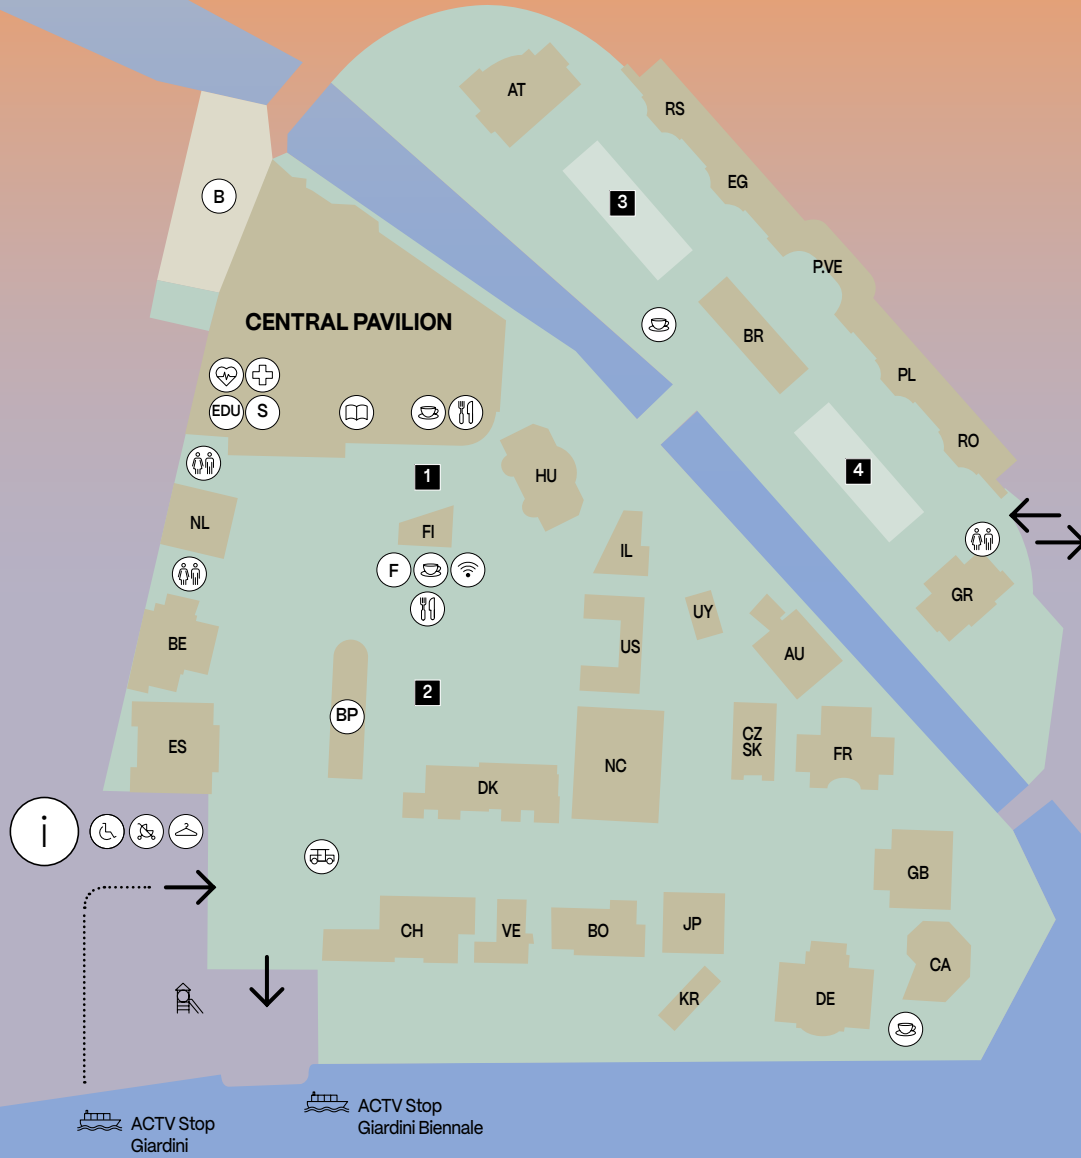 AT
RS
EG
B
3
P.VE
CENTRAL PAVILION
BR
PL
EDU
S
RO
1
4
HU
NL
FI
IL
F
GR
UY
BE
US
AU
2
BP
ES
CZ
SK
FR
NC
DK
i
GB
CH
VE
BO
JP
CA
KR
DE
ACTV Stop
Giardini Biennale
ACTV Stop
Giardini